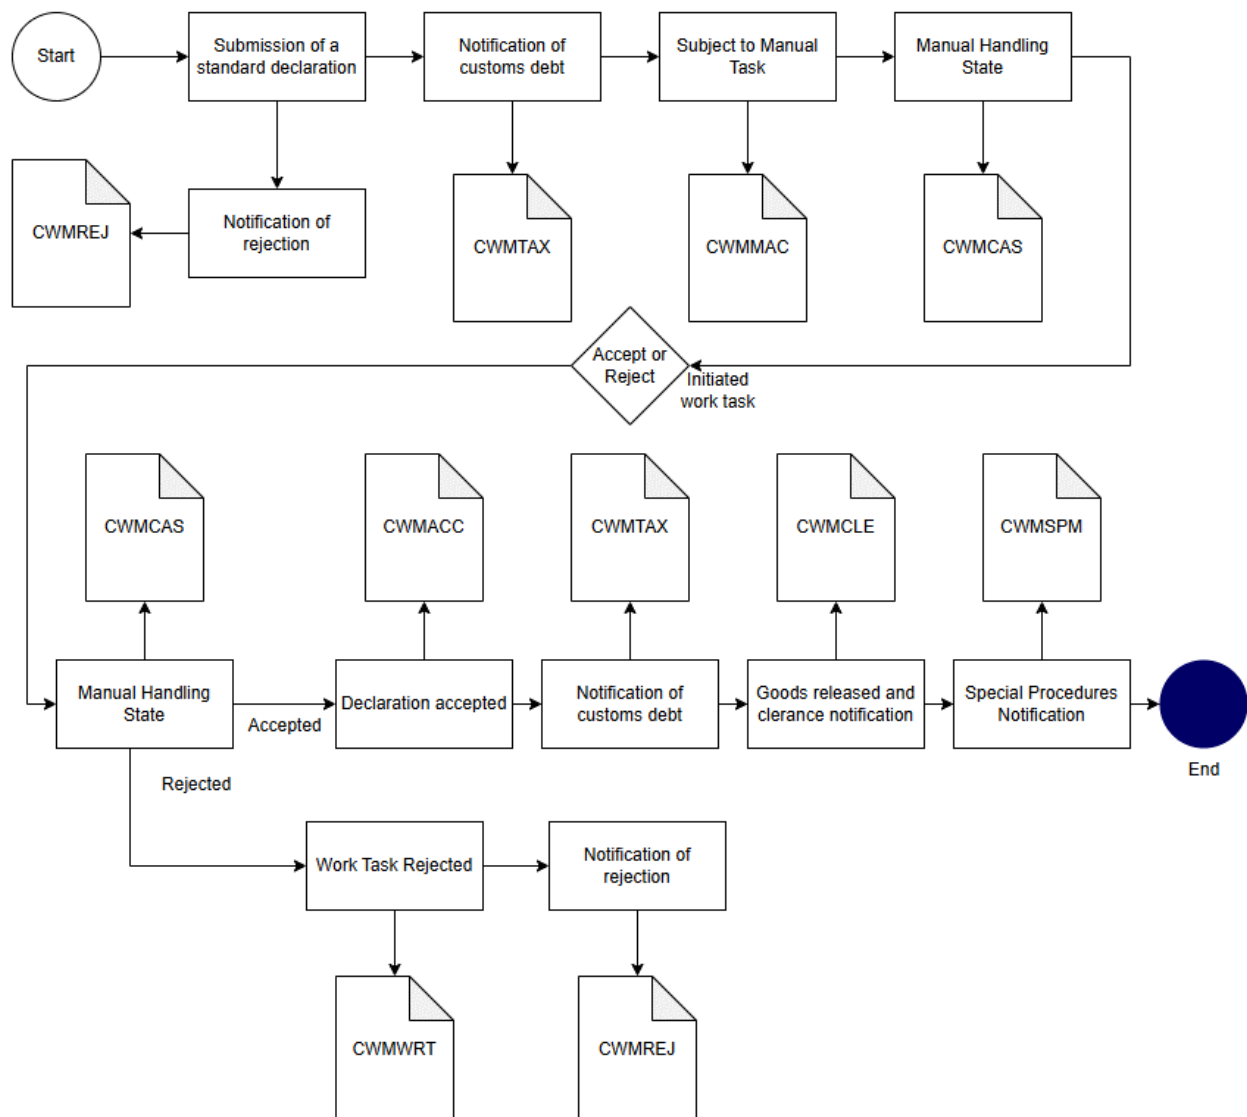 Start
Submission of a
standard declaration
Notification of
customs debt
Subject to Manual
Task
Manual Handling
State
CWMREJ
Notification of
rejection
CWMTAX
CWMMAC
CWMCAS
Accept or
Reject
Initiated
work task
CWMCAS
CWMACC
CWMTAX
CWMCLE
CWMSPM
Manual Handling
State
Accepted
Declaration accepted
Notification of
customs debt
Goods released and
clerance notification
Special Procedures
Notification
End
Rejected
Work Task Rejected
Notification of
rejection
CWMWRT
CWMREJ